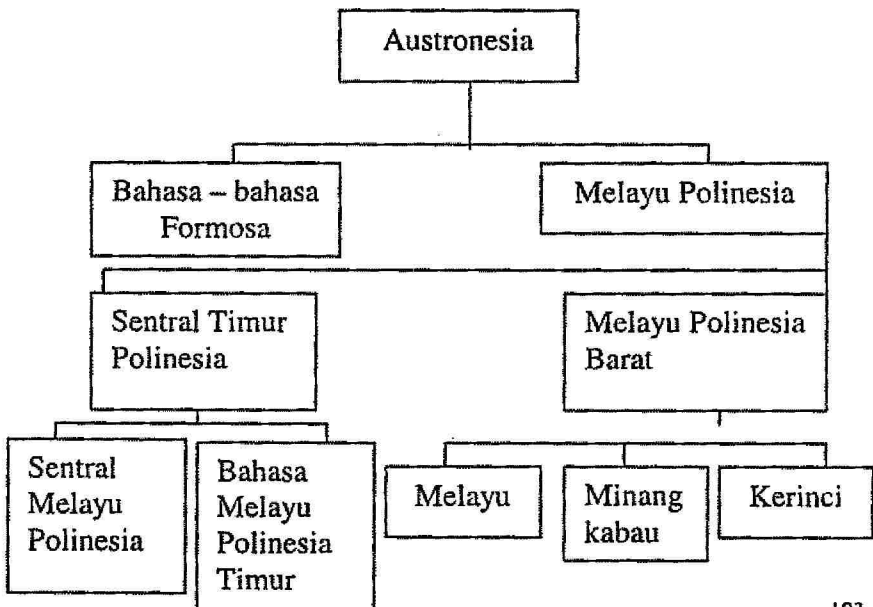 Austronesia
Bahasa – bahasa
Formosa
Melayu Polinesia
Sentral Timur
Polinesia
Melayu Polinesia
Barat
Sentral
Melayu
Polinesia
Bahasa
Melayu
Polinesia
Timur
Melayu
Minang
kabau
Kerinci